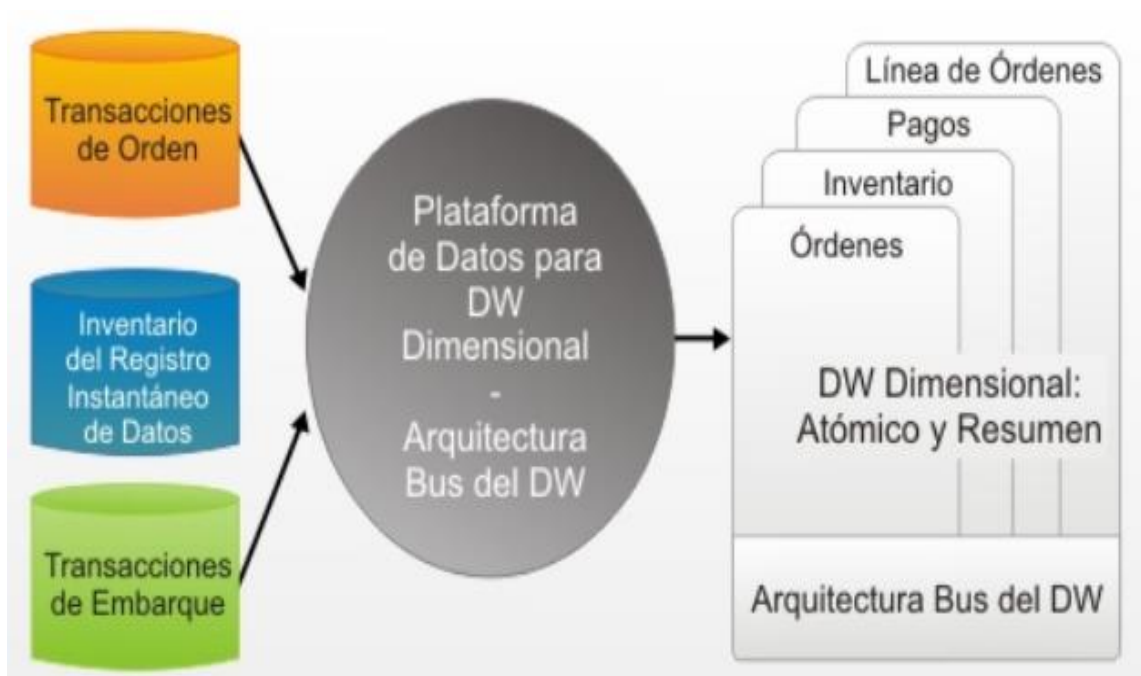 Transacciones
de Orden
Inventario
del Registro
Instantáneo
de Datos
Transacciones
de Embarque
Plataforma
de Datos para
DW
Dimensional
-
Arquitectura
Bus del DW
Línea de Órdenes
Pagos
Inventario
Órdenes
DW Dimensional:
Atómico y Resumen
Arquitectura Bus del DW